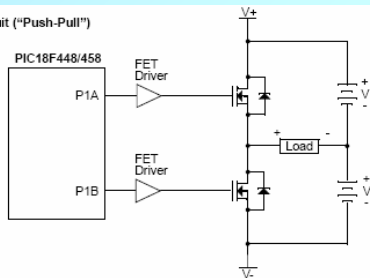 it ("Push-Pull")
V+
PIC18F448/458
FET
Driver
P1A
+
V
-
+ Load -
FET
Driver
P1B
+
V
-
V-